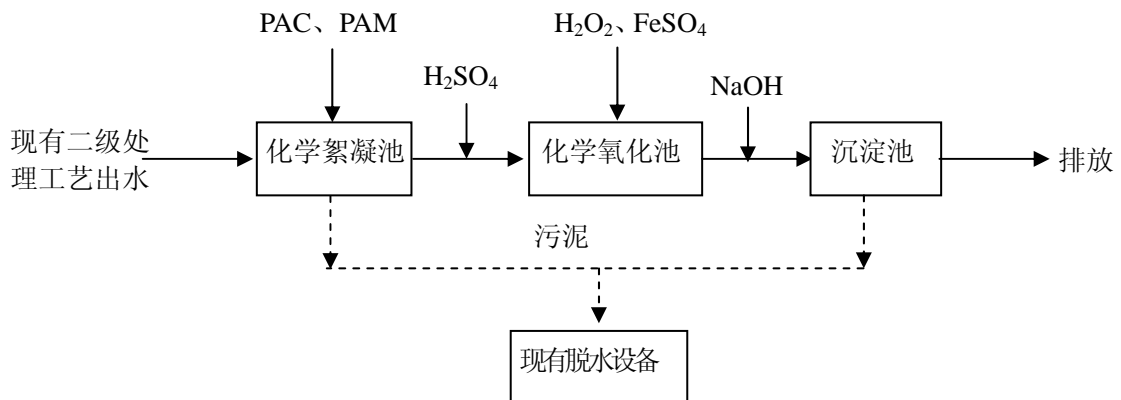 PAC、PAM
H₂O₂、FeSO₄
H₂SO₄
NaOH
现有二级处
理工艺出水
化学絮凝池
化学氧化池
沉淀池
排放
污泥
现有脱水设备